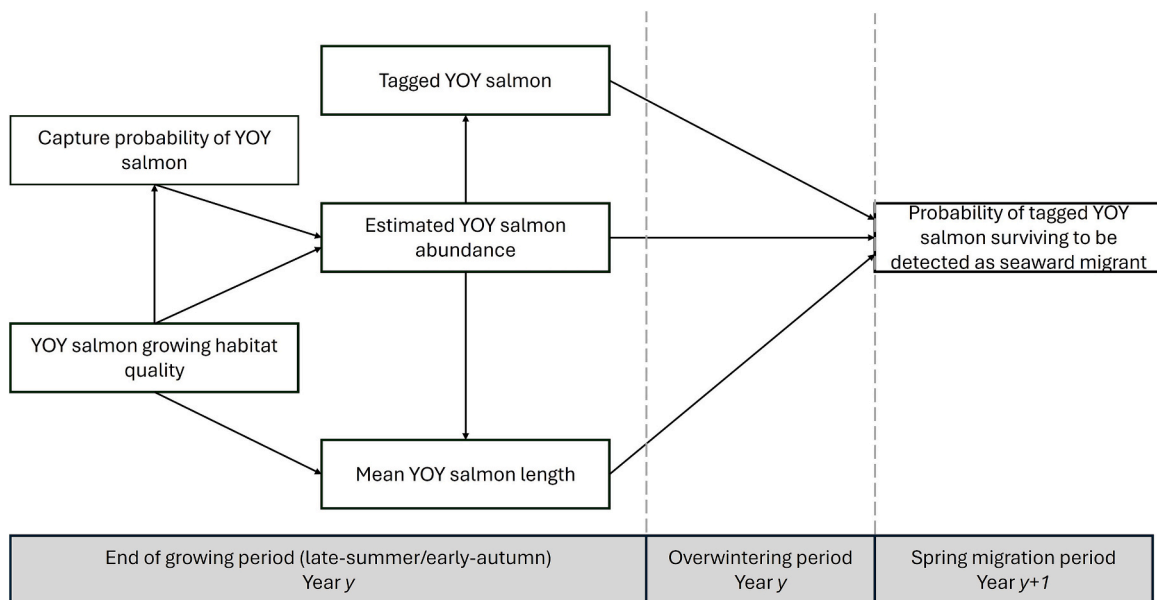 Tagged YOY salmon
Capture probability of YOY
salmon
Estimated YOY salmon
abundance
Probability of tagged YOY
salmon surviving to be
detected as seaward migrant
YOY salmon growing habitat
quality
Mean YOY salmon length
End of growing period (late-summer/early-autumn)
Year y
Overwintering period
Year y
Spring migration period
Year y+1